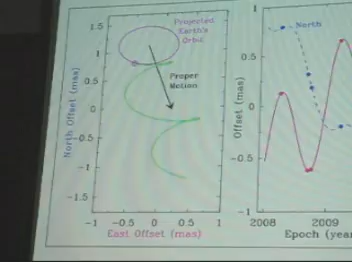 Projected
Earth's
Orbit
Proper
Motion
North Offset (mas)
1.5
1
0.5
0
-0.5
-1
-1.5
-1 -0.5 0 0.5 1
East Offset (mas)
Offset (mas)
1
0.5
0
-0.5
-1
North
2008 2009
Epoch (yea